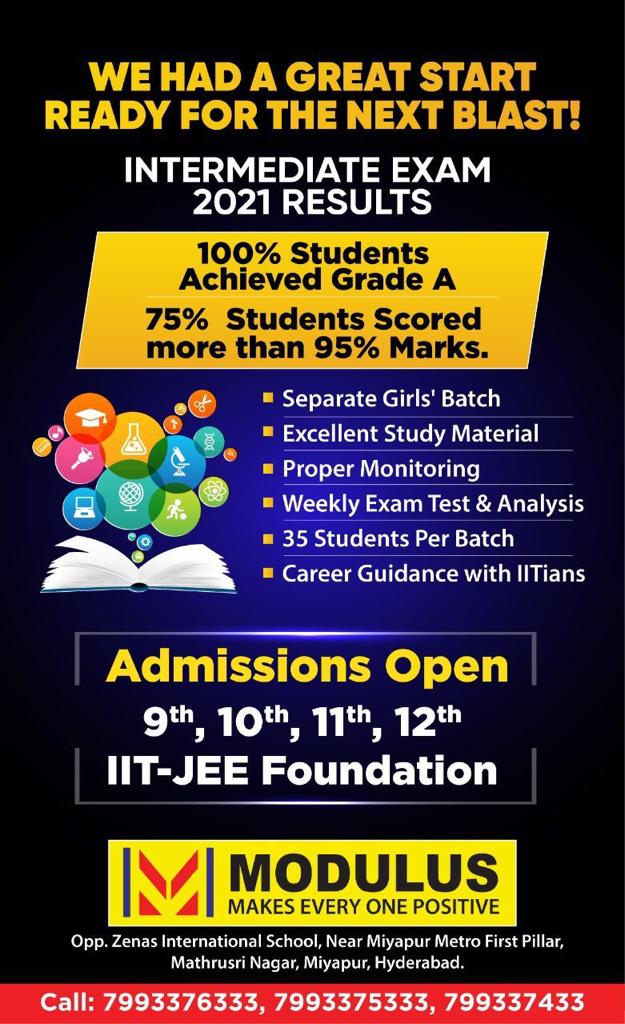 WE HAD A GREAT START
READY FOR THE NEXT BLAST!
INTERMEDIATE EXAM
2021 RESULTS
100% Students
Achieved Grade A
75% Students Scored
more than 95% Marks.
Separate Girls' Batch
Excellent Study Material
Proper Monitoring
Weekly Exam Test & Analysis
35 Students Per Batch
Career Guidance with IITians
Admissions Open
9th, 10th, 11th, 12th
IIT-JEE Foundation
MODULUS
MAKES EVERY ONE POSITIVE
Opp. Zenas International School, Near Miyapur Metro First Pillar,
Mathrusri Nagar, Miyapur, Hyderabad.
Call: 7993376333, 7993375333, 799337433